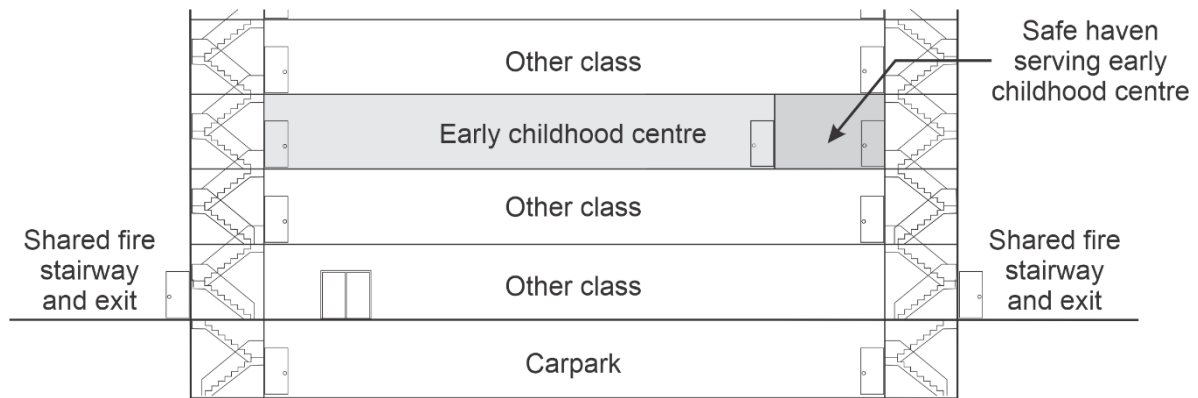 Other class
Safe haven
serving early
childhood centre
Early childhood centre
Other class
Shared fire
stairway
and exit
Other class
Shared fire
stairway
and exit
Carpark